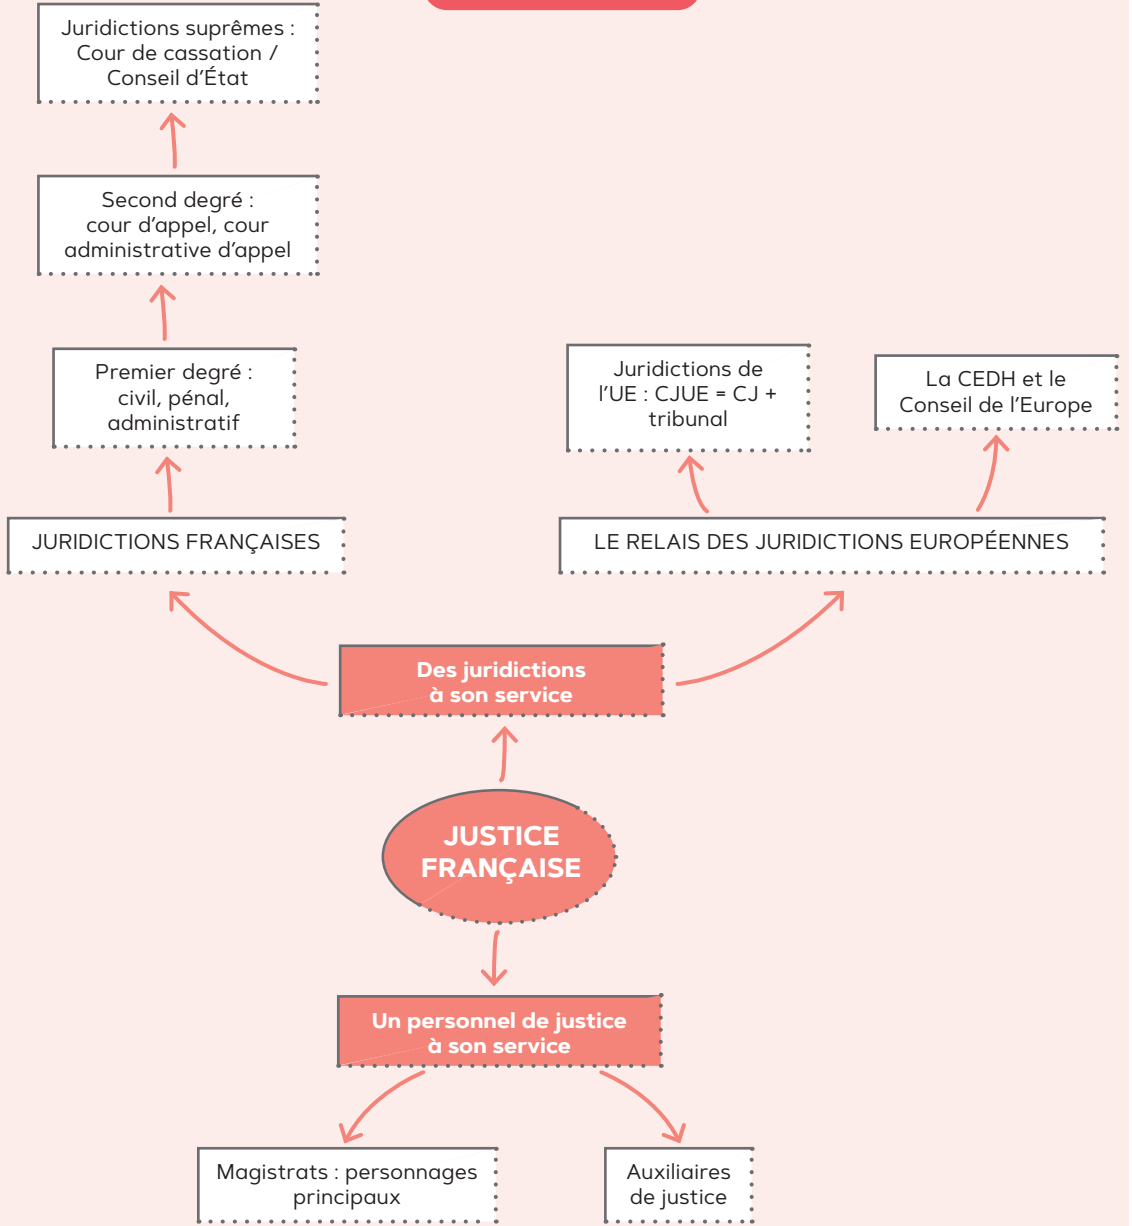 Juridictions suprêmes :
Cour de cassation /
Conseil d'État
Second degré :
cour d'appel, cour
administrative d'appel
Premier degré :
civil, pénal,
administratif
Juridictions de
l'UE : CJUE = CJ +
tribunal
La CEDH et le
Conseil de l'Europe
JURIDICTIONS FRANÇAISES
LE RELAIS DES JURIDICTIONS EUROPÉENNES
Des juridictions
à son service
JUSTICE
FRANÇAISE
Un personnel de justice
à son service
Magistrats : personnages
principaux
Auxiliaires
de justice